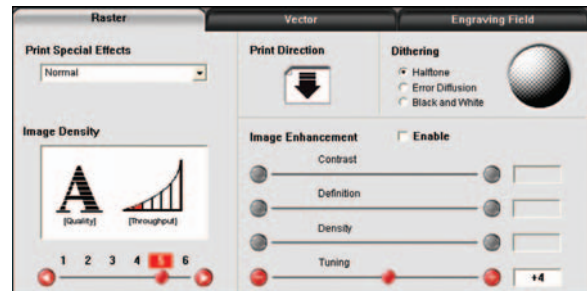 Raster Vector Engraving Field
Print Special Effects
Normal
Print Direction
Dithering
Halftone
Error Diffusion
Black and White
Image Density
A
[Quality] [Throughput]
1 2 3 4 5 6
Image Enhancement Enable
Contrast
Definition
Density
Tuning
+4